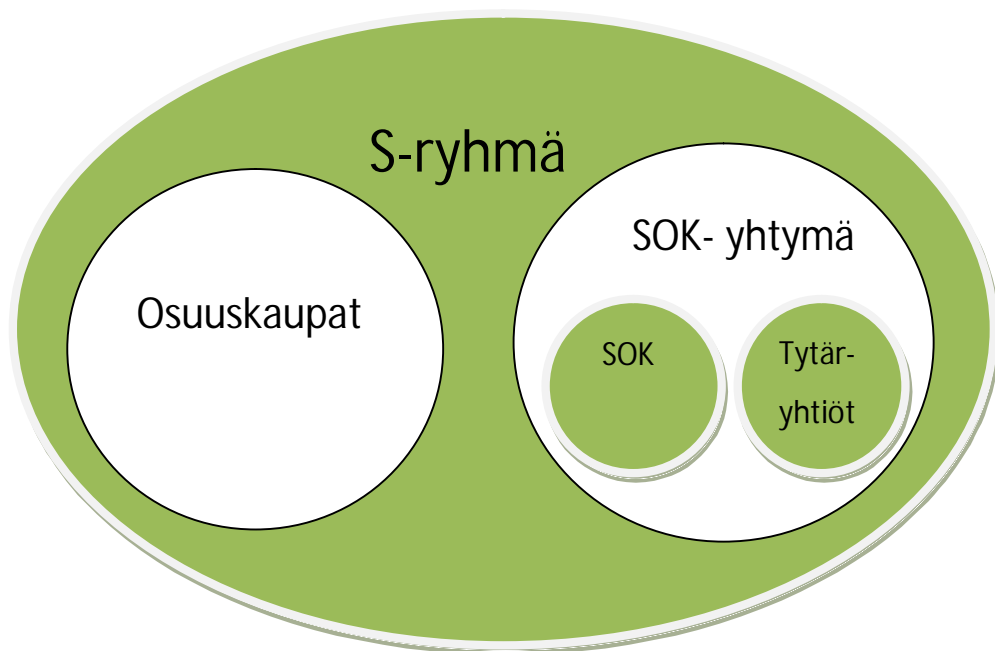 S-ryhmä
Osuuskaupat
SOK- yhtymä
SOK
Tytär-
yhtiöt